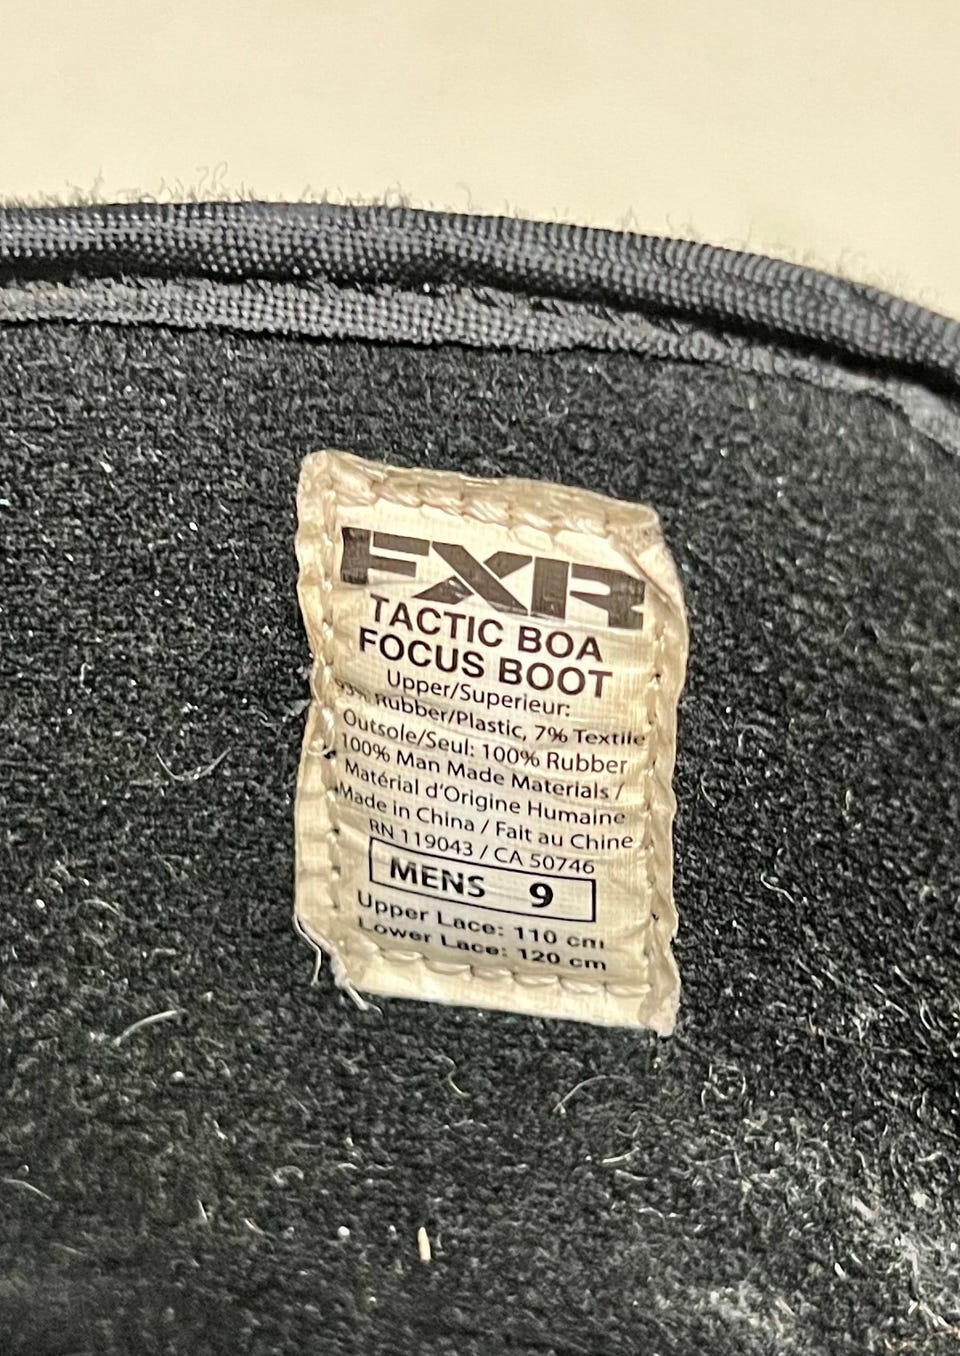 FXR
TACTIC BOA
FOCUS BOOT
Upper/Superieur:
93% Rubber/Plastic, 7% Textile
Outsole/Seul: 100% Rubber
100% Man Made Materials /
Matérial d'Origine Humaine
Made in China / Fait au Chine
RN 119043 / CA 50746
MENS 9
Upper Lace: 110 cm
Lower Lace: 120 cm